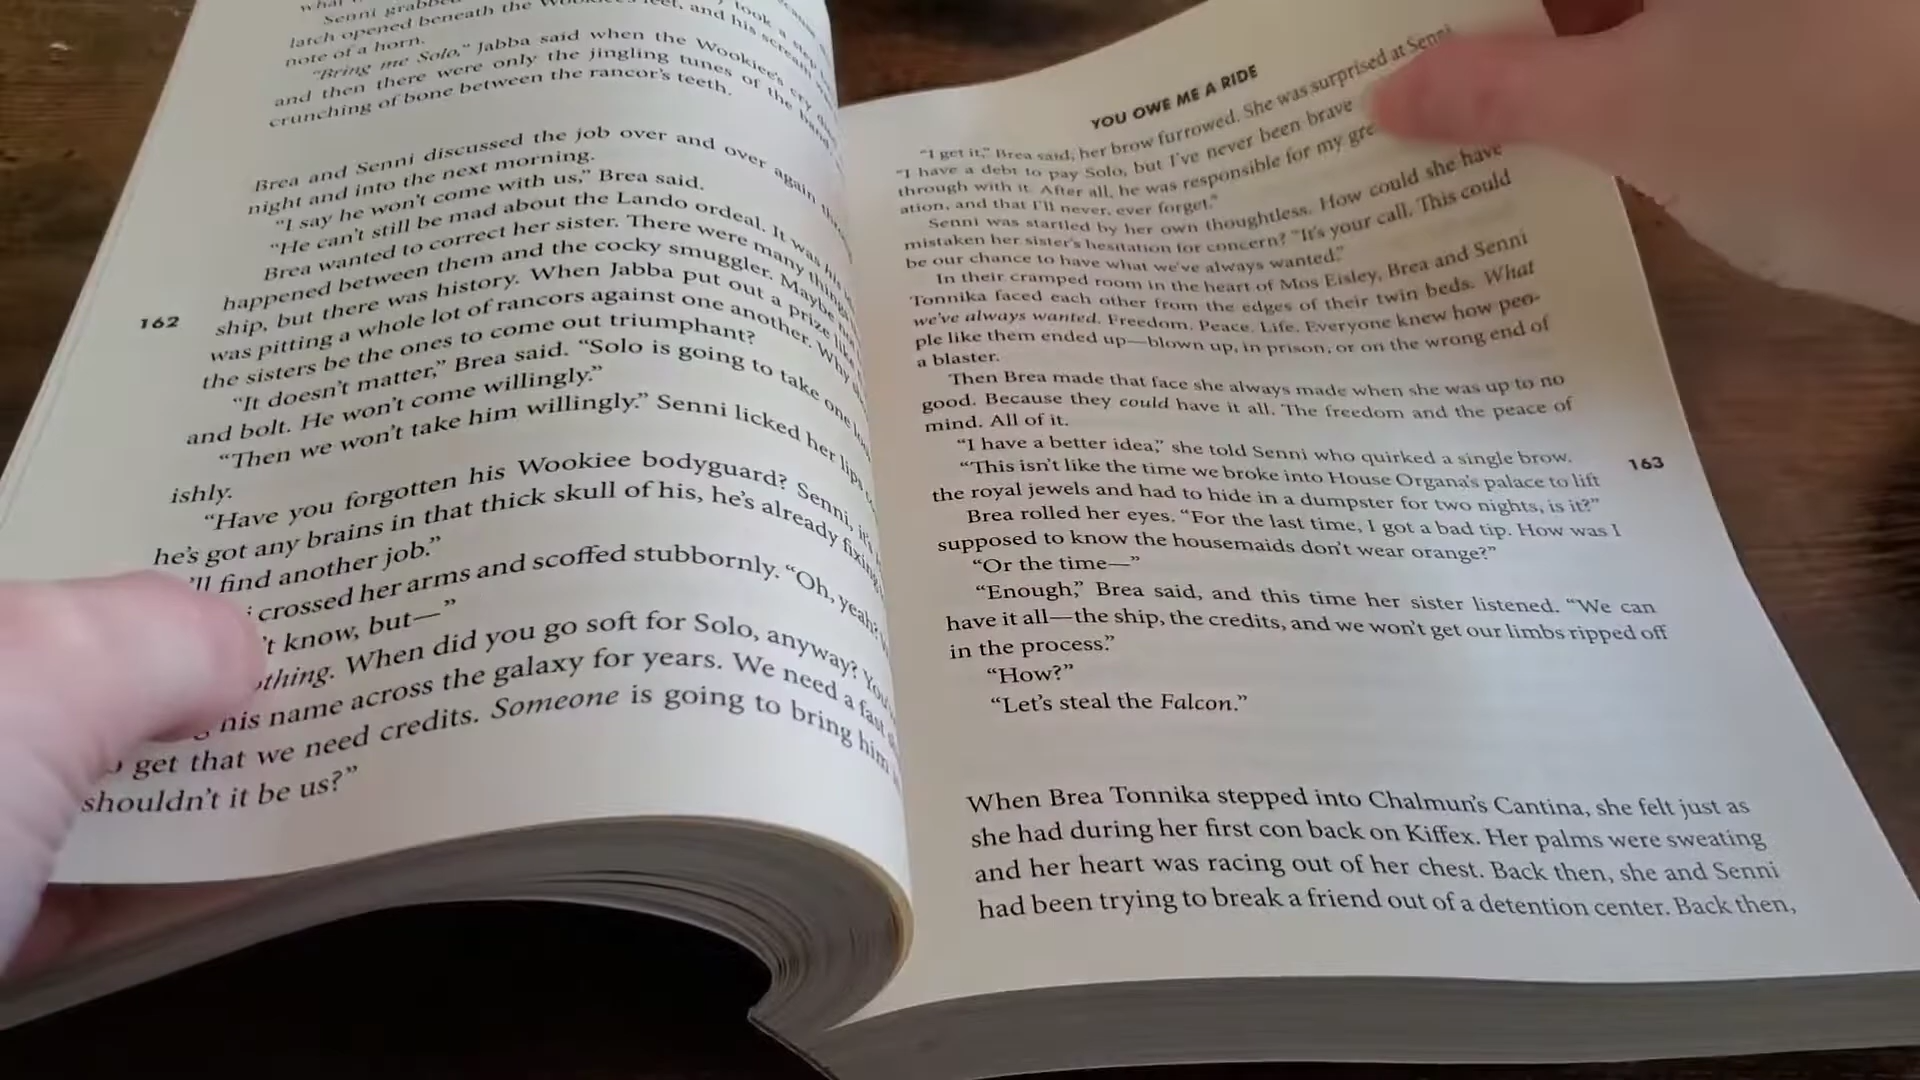 Senni grabbed
latch opened beneath the Wookiee's feet, and his scream
note of a horn.
"Bring me Solo," Jabba said when the Wookiee's cry
and then there were only the jingling tunes of the band,
crunching of bone between the rancor's teeth.
Brea and Senni discussed the job over and over again
night and into the next morning.
"I say he won't come with us," Brea said.
"He can't still be mad about the Lando ordeal. It was his
Brea wanted to correct her sister. There were many things
happened between them and the cocky smuggler. Maybe not
ship, but there was history. When Jabba put out a prize like
was pitting a whole lot of rancors against one another. Why
the sisters be the ones to come out triumphant?
"It doesn't matter," Brea said. "Solo is going to take one
and bolt. He won't come willingly."
"Then we won't take him willingly." Senni licked her lips
ishly.
"Have you forgotten his Wookiee bodyguard? Senni,
he's got any brains in that thick skull of his, he's already fixing
'll find another job."
crossed her arms and scoffed stubbornly. "Oh, yeah?
't know, but—"
When did you go soft for Solo, anyway?
his name across the galaxy for years. We need a fast
get that we need credits. Someone is going to bring him
shouldn't it be us?"
162
YOU OWE ME A RIDE
"I get it," Brea said, her brow furrowed. She was surprised at Senni.
"I have a debt to pay Solo, but I've never been brave
through with it. After all, he was responsible for my
ation, and that I'll never, ever forget."
Senni was startled by her own thoughtless. How could she have
mistaken her sister's hesitation for concern? "It's your call. This could
be our chance to have what we've always wanted."
In their cramped room in the heart of Mos Eisley, Brea and Senni
Tonnika faced each other from the edges of their twin beds. What
we've always wanted. Freedom. Peace. Life. Everyone knew how peo-
ple like them ended up—blown up, in prison, or on the wrong end of
a blaster.
Then Brea made that face she always made when she was up to no
good. Because they could have it all. The freedom and the peace of
mind. All of it.
"I have a better idea," she told Senni who quirked a single brow.
"This isn't like the time we broke into House Organa's palace to lift
the royal jewels and had to hide in a dumpster for two nights, is it?"
Brea rolled her eyes. "For the last time, I got a bad tip. How was I
supposed to know the housemaids don't wear orange?"
"Or the time—"
"Enough," Brea said, and this time her sister listened. "We can
have it all—the ship, the credits, and we won't get our limbs ripped off
in the process."
"How?"
"Let's steal the Falcon."
When Brea Tonnika stepped into Chalmun's Cantina, she felt just as
she had during her first con back on Kiffex. Her palms were sweating
and her heart was racing out of her chest. Back then, she and Senni
had been trying to break a friend out of a detention center. Back then,
163